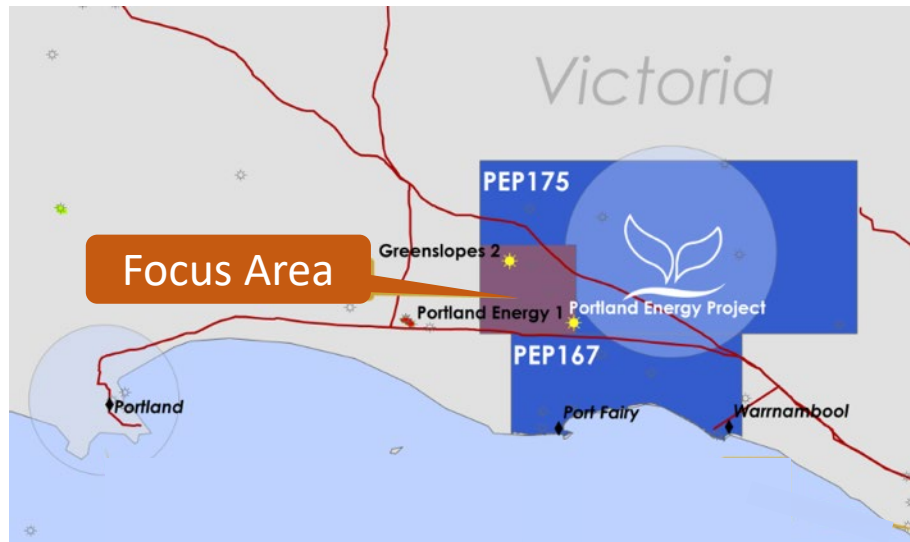 Victoria
PEP175
Greenslopes 2
Focus Area
Portland Energy 1
Portland Energy Project
PEP167
Portland
Port Fairy
Warrnambool